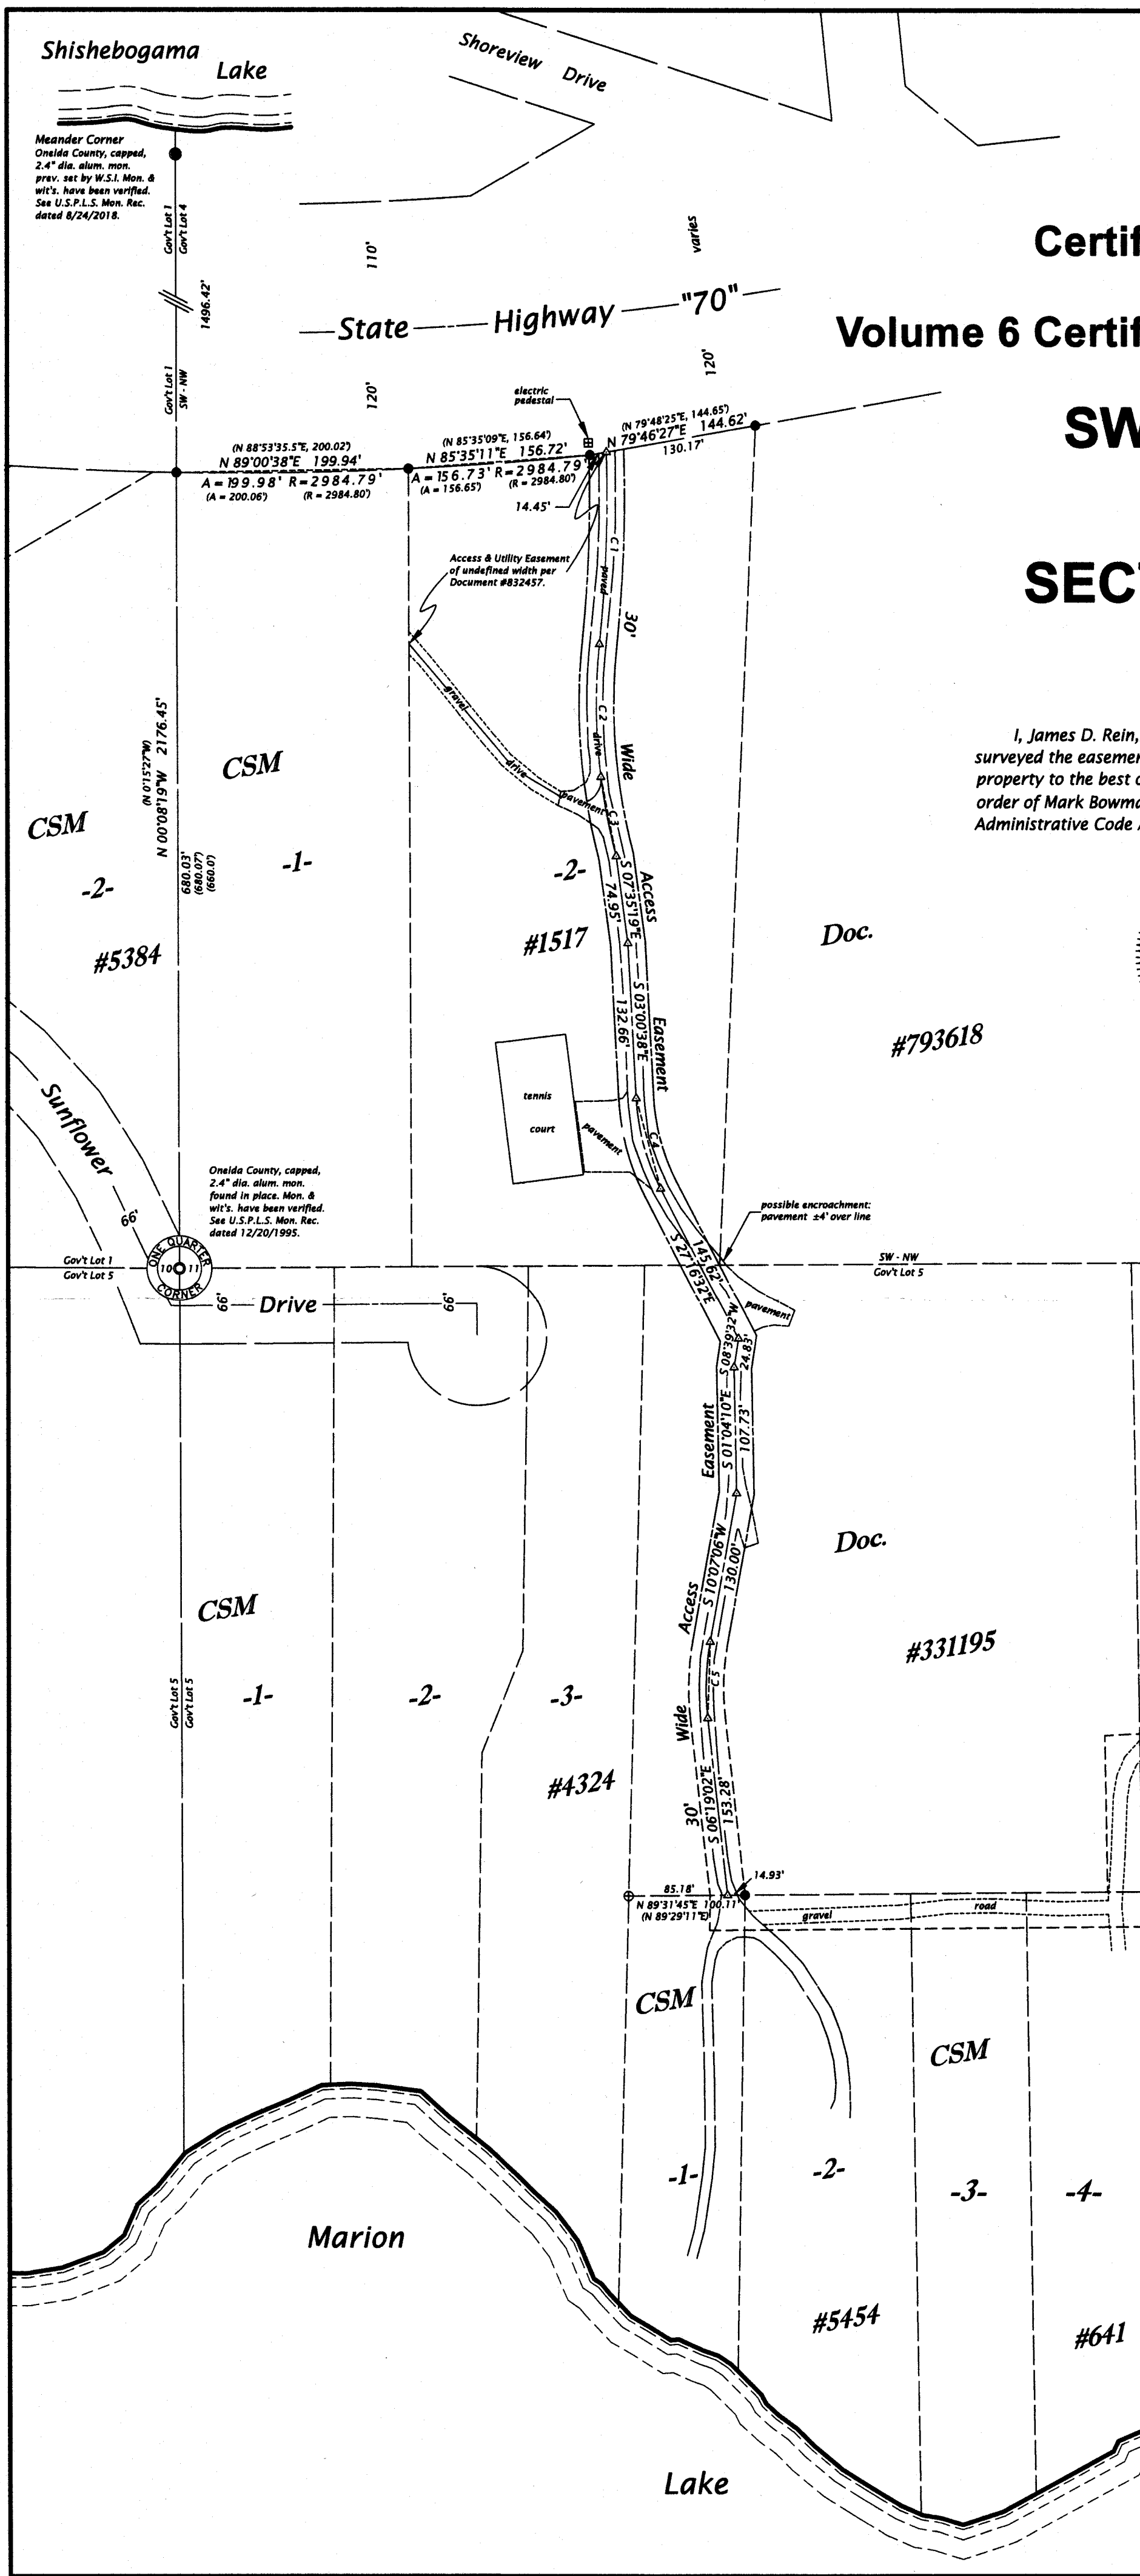 Shishebogama
Lake
Shoreview Drive
Meander Corner
Oneida County, capped,
2.4" dia. alum. mon.
prev. set by W.S.I. Mon. &
wit's. have been verified.
See U.S.P.L.S. Mon. Rec.
dated 8/24/2018.
Gov't Lot 1
Gov't Lot 4
1496.42'
Gov't Lot 1
SW - NW
110'
varies
State Highway "70"
120'
120'
Certif
Volume 6 Certif
SW
SECT
electric
pedestal
(N 88°53'35.5"E, 200.02')
N 89°00'38"E 199.94'
A=199.98' R=2984.79'
(A = 200.06') (R = 2984.80')
(N 85°35'09"E, 156.64')
N 85°35'11"E 156.72'
A=156.73' R=2984.79'
(A = 156.65') (R = 2984.80')
(N 79°48'25"E, 144.65')
N 79°46'27"E 144.62'
130.17'
14.45'
Access & Utility Easement
of undefined width per
Document #832457.
C 1
paved
30'
gravel
C 2
drive
Wide
drive
pavement
C 3
I, James D. Rein,
surveyed the easemen
property to the best o
order of Mark Bowma
Administrative Code A
(N 0°15'27"W)
N 00°08'19"W 2176.45'
680.03'
(680.07')
(660.0')
CSM
CSM
-2-
-1-
-2-
#5384
#1517
S 07°35'19"E
74.95'
Access
S 03°00'38"E
132.66'
Easement
Doc.
#793618
tennis
court
pavement
C 4
Sunflower
66'
Oneida County, capped,
2.4" dia. alum. mon.
found in place. Mon. &
wit's. have been verified.
See U.S.P.L.S. Mon. Rec.
dated 12/20/1995.
possible encroachment:
pavement ±4' over line
Gov't Lot 1
Gov't Lot 5
ONE QUARTER
10 11
CORNER
145.62'
S 27°16'32"E
SW - NW
Gov't Lot 5
66'
Drive
66'
pavement
S 08°39'32"W
24.83'
Easement
S 01°04'10"E
107.73'
Access
S 10°07'06"W
130.00'
Doc.
#331195
CSM
Gov't Lot 5
Gov't Lot 5
-1-
-2-
-3-
#4324
C 5
Wide
30'
S 06°19'02"E
153.28'
14.93'
85.18'
N 89°31'45"E 100.11'
(N 89°29'11"E)
gravel
road
CSM
CSM
-1-
-2-
-3-
-4-
Marion
#5454
#641
Lake